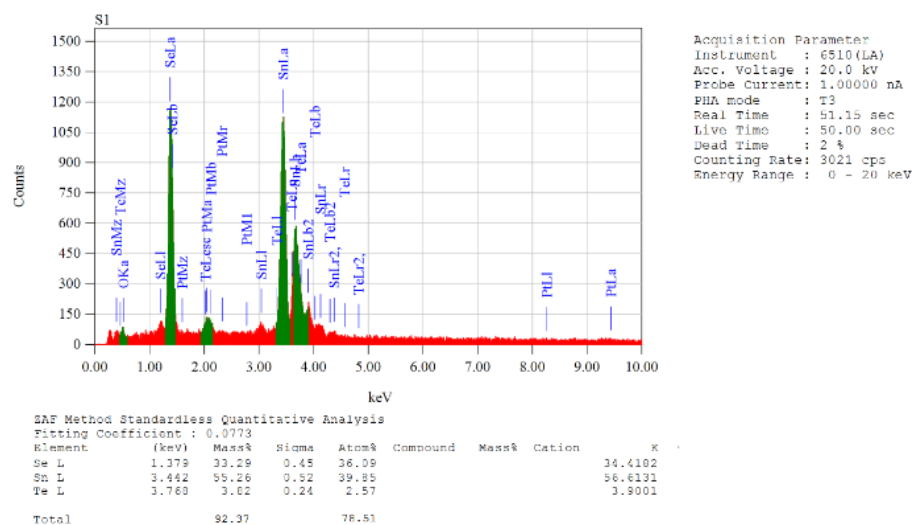 S1
1500
1350
1200
1050
900
750
600
450
300
150
0
Counts
SnMz
TeMz
OKa
SeLl
SeLa
SeLb
PtMz
TeLesc
PtMa
PtMb
PtMr
PtM1
SnLl
TeLl
SnLa
SnLb
TeLa
SnLb2
TeLb
SnLr
SnLr2, TeLb2
TeLr
TeLr2,
PtLl
PtLa
0.00 1.00 2.00 3.00 4.00 5.00 6.00 7.00 8.00 9.00 10.00
keV
Acquisition Parameter
Instrument : 6510(LA)
Acc. Voltage : 20.0 kV
Probe Current: 1.00000 nA
PHA mode : T3
Real Time : 51.15 sec
Live Time : 50.00 sec
Dead Time : 2 %
Counting Rate: 3021 cps
Energy Range : 0 - 20 keV
ZAF Method Standardless Quantitative Analysis
Fitting Coefficient : 0.0773
Element (keV) Mass% Sigma Atom% Compound Mass% Cation K
Se L 1.379 33.29 0.45 36.09 34.4182
Sn L 3.442 55.26 0.52 39.85 56.6131
Te L 3.768 3.82 0.24 2.57 3.9001
Total 92.37 78.51